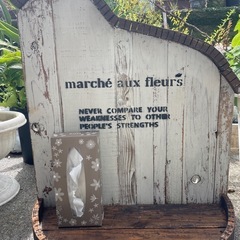 marché aux fleurs
NEVER COMPARE YOUR
WEAKNESSES TO OTHER
PEOPLE'S STRENGTHS